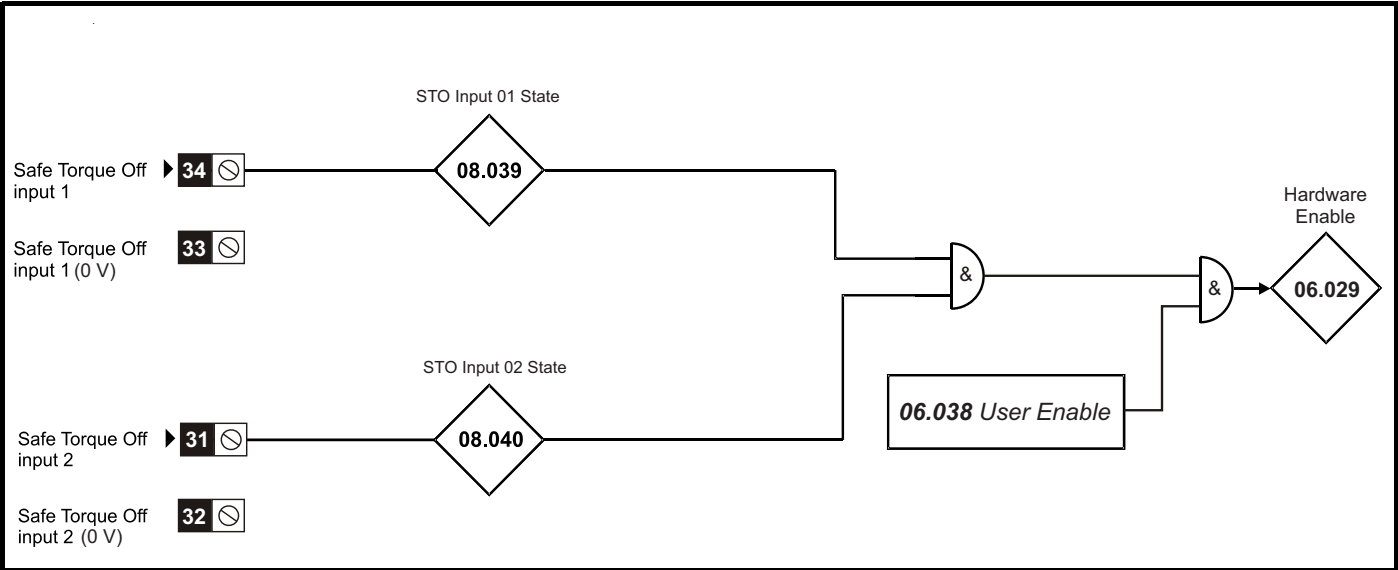 STO Input 01 State
Safe Torque Off
input 1
34
08.039
Safe Torque Off
input 1 (0 V)
33
Hardware
Enable
&
&
06.029
STO Input 02 State
06.038 User Enable
Safe Torque Off
input 2
31
08.040
Safe Torque Off
input 2 (0 V)
32